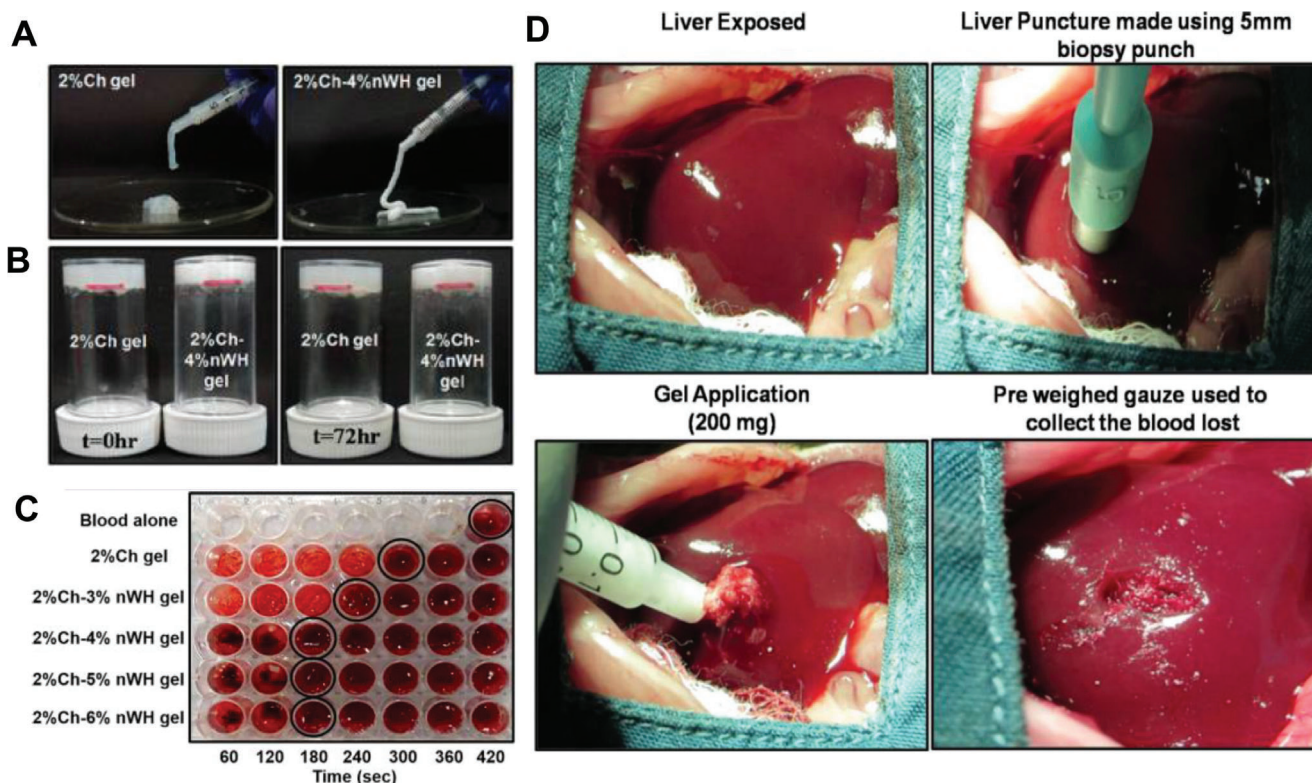 A
2%Ch gel
2%Ch-4%nWH gel
B
2%Ch gel
2%Ch-
4%nWH
gel
t=0hr
2%Ch gel
2%Ch-
4%nWH
gel
t=72hr
C
Blood alone
2%Ch gel
2%Ch-3% nWH gel
2%Ch-4% nWH gel
2%Ch-5% nWH gel
2%Ch-6% nWH gel
60 120 180 240 300 360 420
Time (sec)
D
Liver Exposed
Liver Puncture made using 5mm
biopsy punch
Gel Application
(200 mg)
Pre weighed gauze used to
collect the blood lost